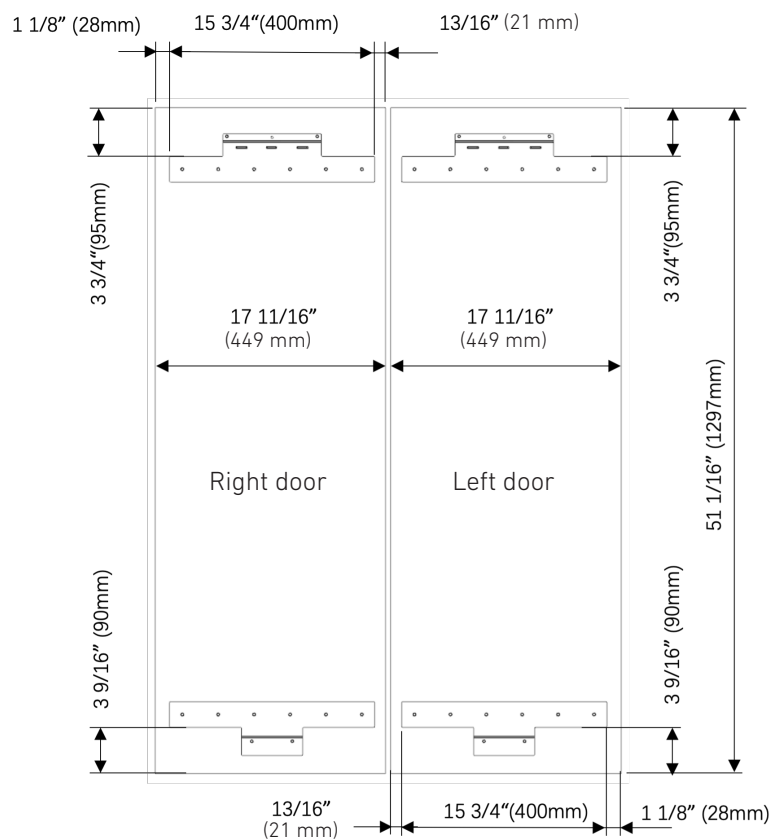 1 1/8” (28mm) 15 3/4“(400mm) 13/16” (21 mm)
3 3/4“(95mm)
3 3/4“(95mm)
17 11/16”
(449 mm)
17 11/16”
(449 mm)
51 1/16” (1297mm)
Right door
Left door
3 9/16” (90mm)
3 9/16” (90mm)
13/16”
(21 mm)
15 3/4“(400mm) 1 1/8” (28mm)